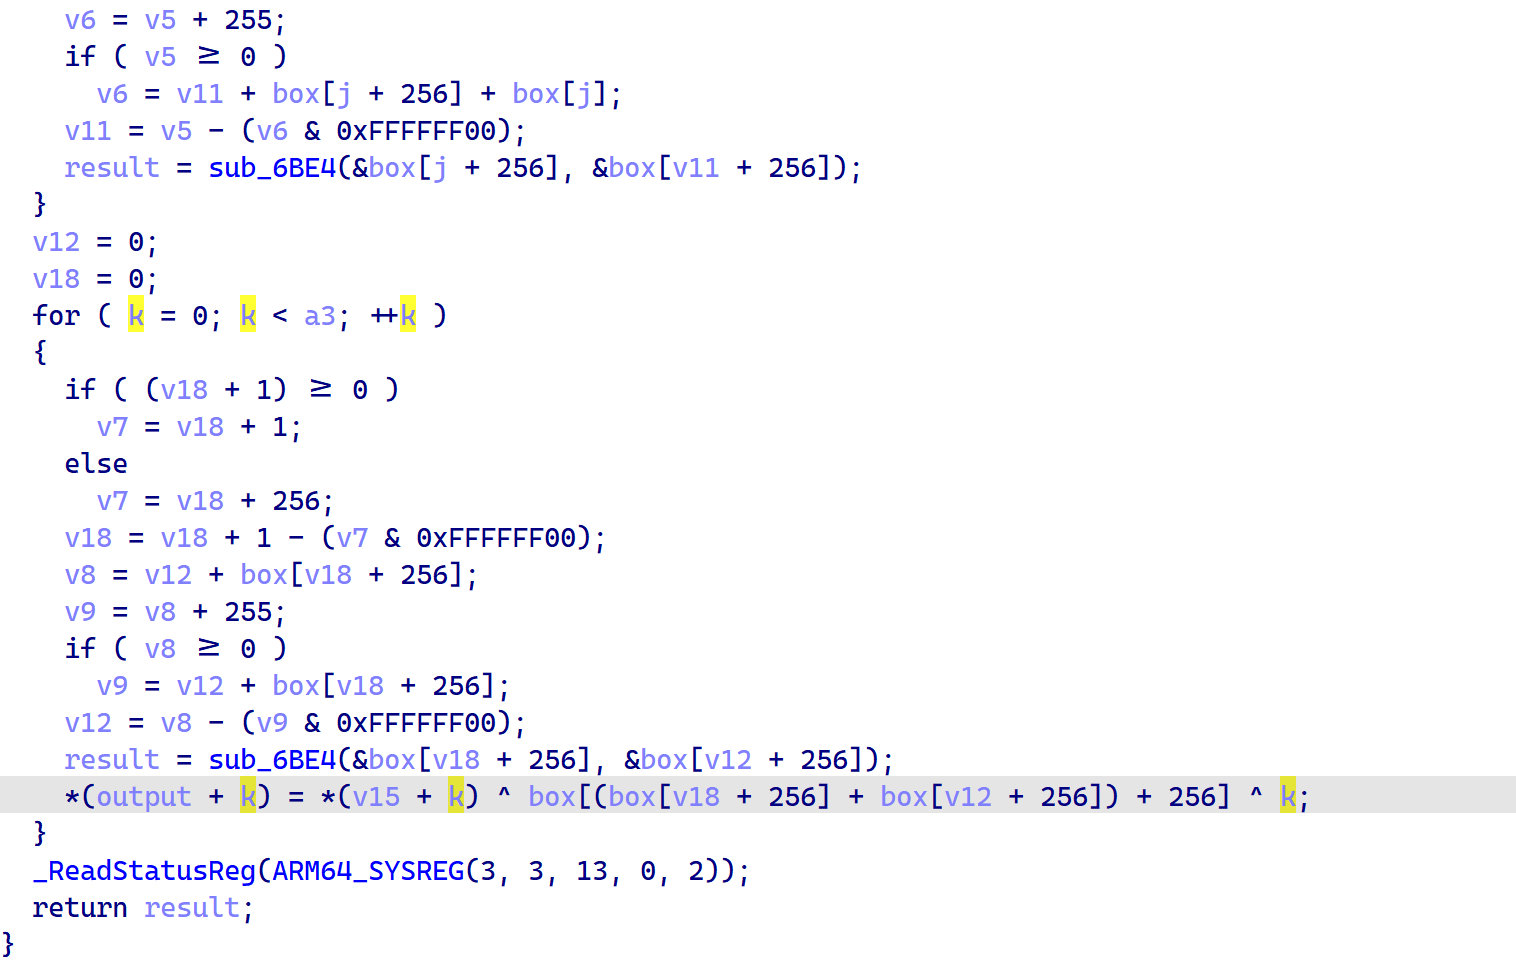 v6 = v5 + 255;
    if ( v5 ≥ 0 )
      v6 = v11 + box[j + 256] + box[j];
    v11 = v5 - (v6 & 0xFFFFFF00);
    result = sub_6BE4(&box[j + 256], &box[v11 + 256]);
  }
  v12 = 0;
  v18 = 0;
  for ( k = 0; k < a3; ++k )
  {
    if ( (v18 + 1) ≥ 0 )
      v7 = v18 + 1;
    else
      v7 = v18 + 256;
    v18 = v18 + 1 - (v7 & 0xFFFFFF00);
    v8 = v12 + box[v18 + 256];
    v9 = v8 + 255;
    if ( v8 ≥ 0 )
      v9 = v12 + box[v18 + 256];
    v12 = v8 - (v9 & 0xFFFFFF00);
    result = sub_6BE4(&box[v18 + 256], &box[v12 + 256]);
    *(output + k) = *(v15 + k) ^ box[(box[v18 + 256] + box[v12 + 256]) + 256] ^ k;
  }
  _ReadStatusReg(ARM64_SYSREG(3, 3, 13, 0, 2));
  return result;
}